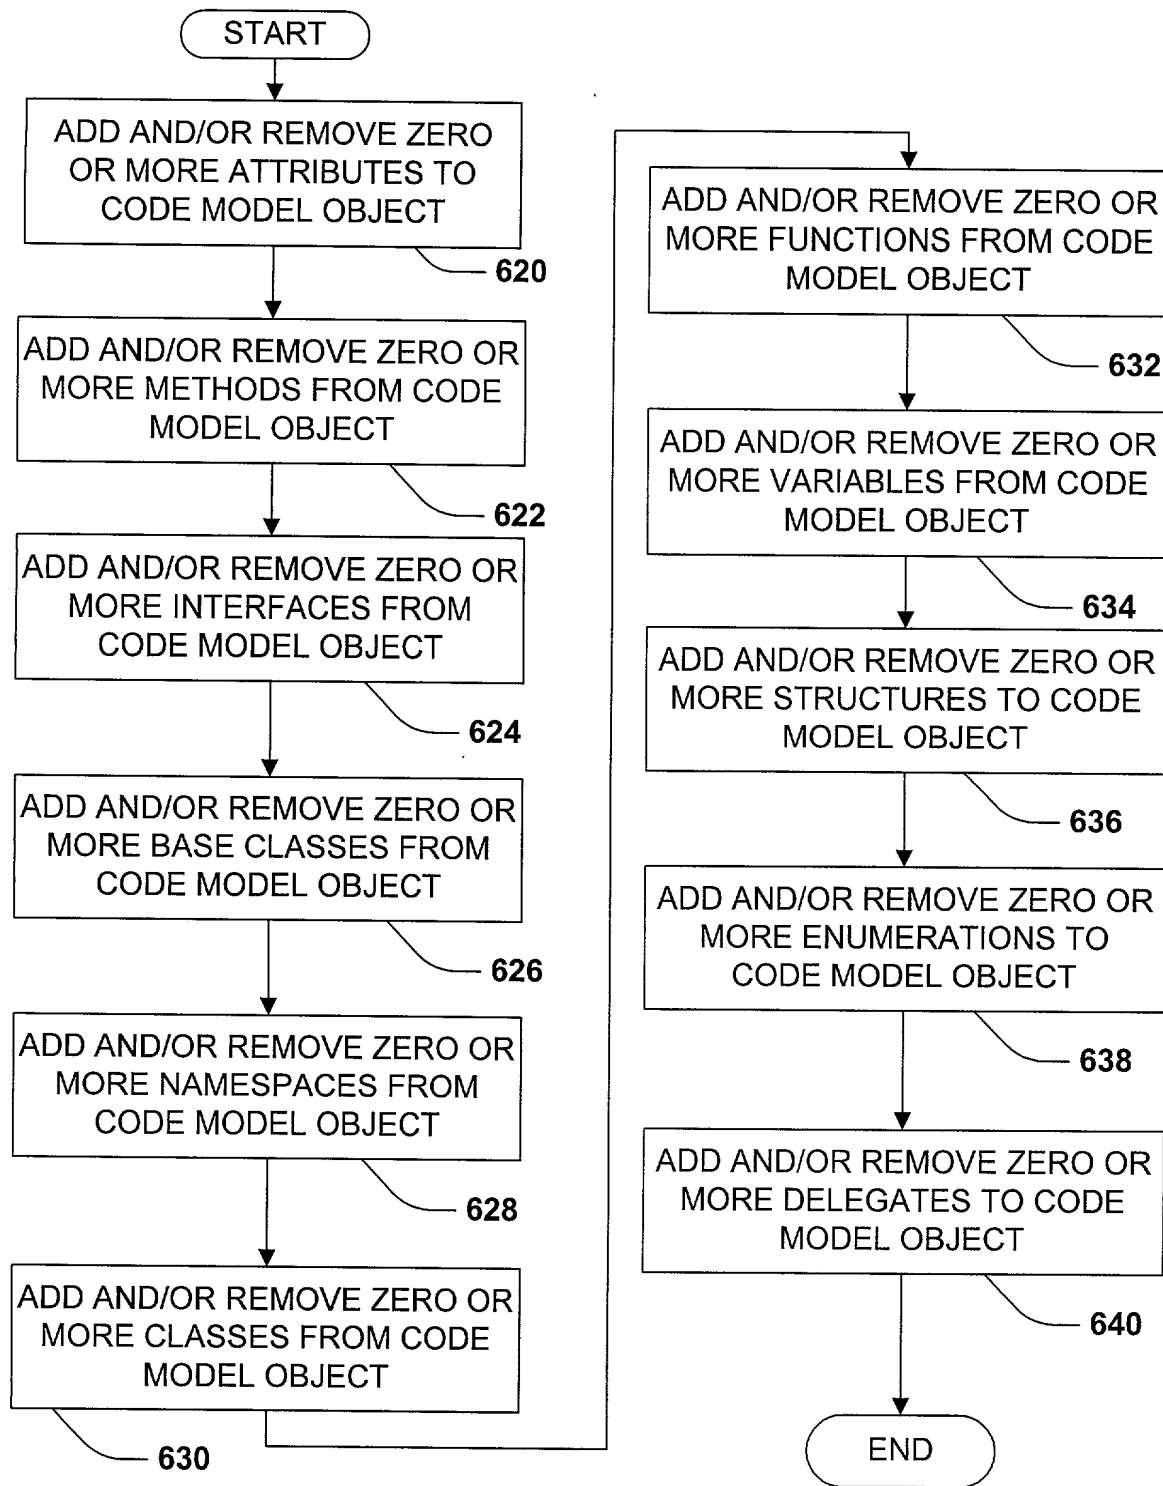 START
ADD AND/OR REMOVE ZERO
OR MORE ATTRIBUTES TO
CODE MODEL OBJECT
620
ADD AND/OR REMOVE ZERO OR
MORE METHODS FROM CODE
MODEL OBJECT
622
ADD AND/OR REMOVE ZERO OR
MORE INTERFACES FROM
CODE MODEL OBJECT
624
ADD AND/OR REMOVE ZERO OR
MORE BASE CLASSES FROM
CODE MODEL OBJECT
626
ADD AND/OR REMOVE ZERO OR
MORE NAMESPACES FROM
CODE MODEL OBJECT
628
ADD AND/OR REMOVE ZERO OR
MORE CLASSES FROM CODE
MODEL OBJECT
630
ADD AND/OR REMOVE ZERO OR
MORE FUNCTIONS FROM CODE
MODEL OBJECT
632
ADD AND/OR REMOVE ZERO OR
MORE VARIABLES FROM CODE
MODEL OBJECT
634
ADD AND/OR REMOVE ZERO OR
MORE STRUCTURES TO CODE
MODEL OBJECT
636
ADD AND/OR REMOVE ZERO OR
MORE ENUMERATIONS TO
CODE MODEL OBJECT
638
ADD AND/OR REMOVE ZERO OR
MORE DELEGATES TO CODE
MODEL OBJECT
640
END